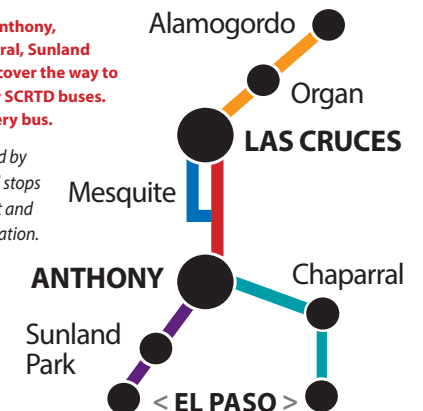 nthony,
ral, Sunland
cover the way to
SCRTD buses.
ery bus.
d by
stops
t and
ation.
Alamogordo
Organ
LAS CRUCES
Mesquite
ANTHONY
Chaparral
Sunland
Park
< EL PASO >